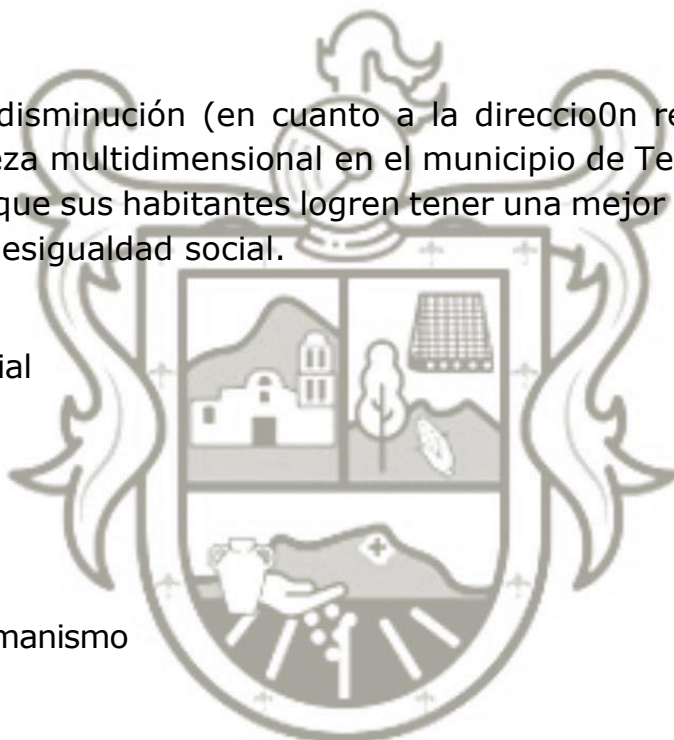 disminución (en cuanto a la direccio0n re
eza multidimensional en el municipio de Te
que sus habitantes logren tener una mejor
esigualdad social.
ial
manismo